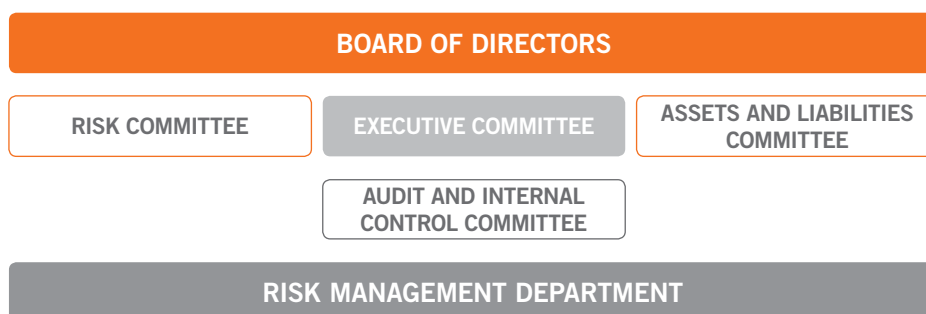 BOARD OF DIRECTORS
RISK COMMITTEE
EXECUTIVE COMMITTEE
ASSETS AND LIABILITIES
COMMITTEE
AUDIT AND INTERNAL
CONTROL COMMITTEE
RISK MANAGEMENT DEPARTMENT